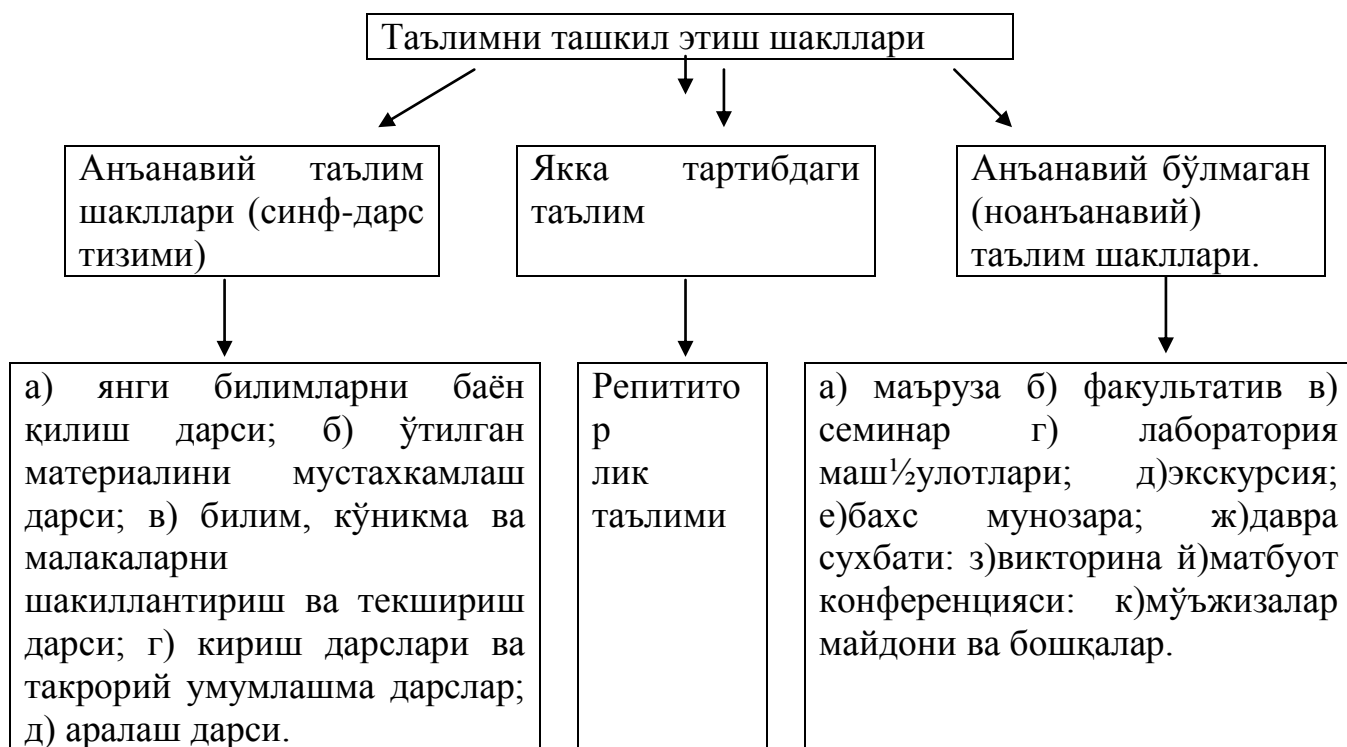 Таълимни ташкил этиш шакллари
Анъанавий таълим
шакллари (синф-дарс
тизими)
Якка тартибдаги
таълим
Анъанавий бўлмаган
(ноанъанавий)
таълим шакллари.
а) янги билимларни баён
қилиш дарси; б) ўтилган
материалини мустахкамлаш
дарси; в) билим, кўникма ва
малакаларни
шакиллантириш ва текшириш
дарси; г) кириш дарслари ва
такрорий умумлашма дарслар;
д) аралаш дарси.
Репитито
р
лик
таълими
а) маъруза б) факультатив в)
семинар г) лаборатория
маш½улотлари; д)экскурсия;
е)бахс мунозара; ж)давра
сухбати: з)викторина й)матбуот
конференцияси: к)мўъжизалар
майдони ва бошқалар.